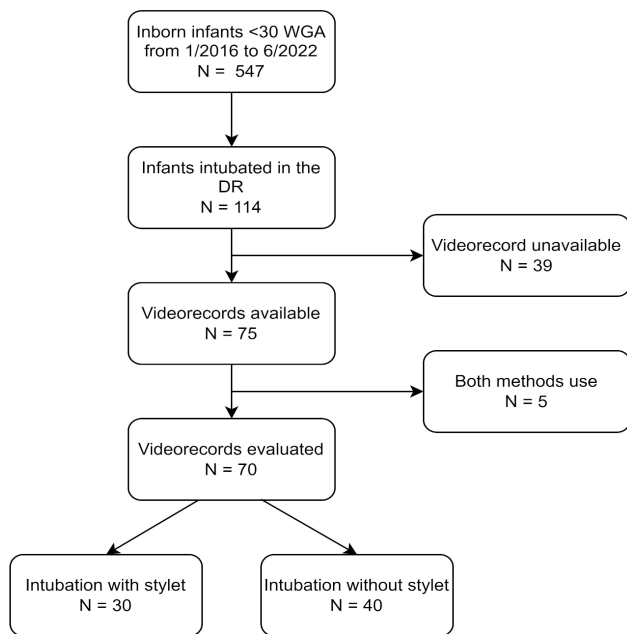 Inborn infants <30 WGA
from 1/2016 to 6/2022
N = 547
Infants intubated in the
DR
N = 114
Videorecord unavailable
N = 39
Videorecords available
N = 75
Both methods use
N = 5
Videorecords evaluated
N = 70
Intubation with stylet
N = 30
Intubation without stylet
N = 40